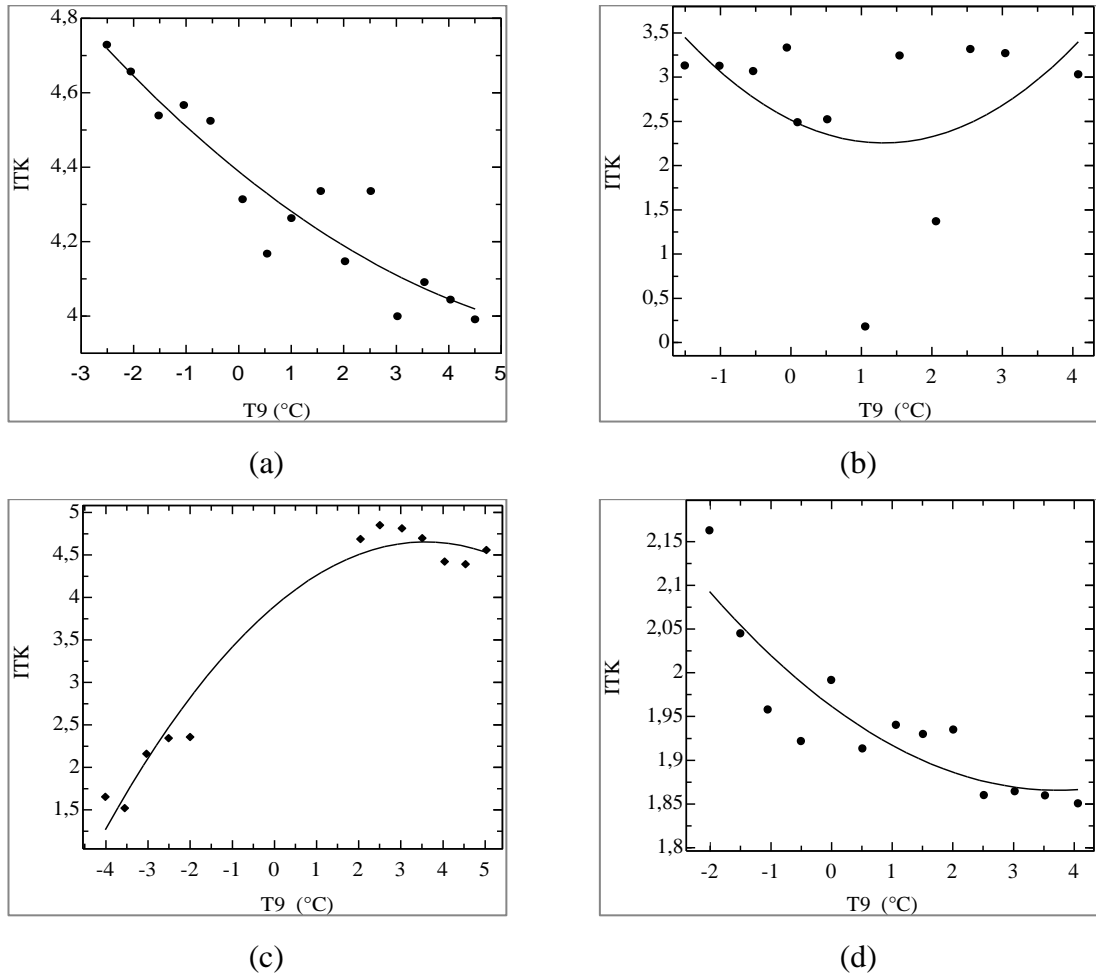 4,8
4,6
4,4
4,2
4
ITK
-3 -2 -1 0 1 2 3 4 5
T9 (°C)
(a)
3,5
3
2,5
2
1,5
1
0,5
0
ITK
-1 0 1 2 3 4
T9 (°C)
(b)
5
4,5
4
3,5
3
2,5
2
1,5
ITK
-4 -3 -2 -1 0 1 2 3 4 5
T9 (°C)
(c)
2,15
2,1
2,05
2
1,95
1,9
1,85
1,8
ITK
-2 -1 0 1 2 3 4
T9 (°C)
(d)